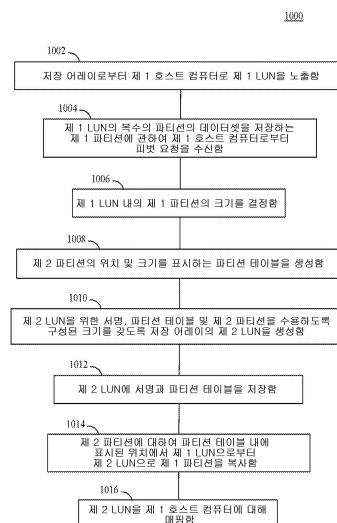 1000
1002
저장 어레이로부터 제 1 호스트 컴퓨터로 제 1 LUN을 노출함
1004
제 1 LUN의 복수의 파티션의 데이터셋을 저장하는
제 1 파티션에 관하여 제 1 호스트 컴퓨터로부터
피벗 요청을 수신함
1006
제 1 LUN 내의 제 1 파티션의 크기를 결정함
1008
제 2 파티션의 위치 및 크기를 표시하는 파티션 테이블을 생성함
1010
제 2 LUN을 위한 서명, 파티션 테이블 및 제 2 파티션을 수용하도록
구성된 크기를 갖도록 저장 어레이의 제 2 LUN을 생성함
1012
제 2 LUN에 서명과 파티션 테이블을 저장함
1014
제 2 파티션에 대하여 파티션 테이블 내에
표시된 위치에서 제 1 LUN으로부터
제 2 LUN으로 제 1 파티션을 복사함
1016
제 2 LUN을 제 1 호스트 컴퓨터에 대해
매핑함